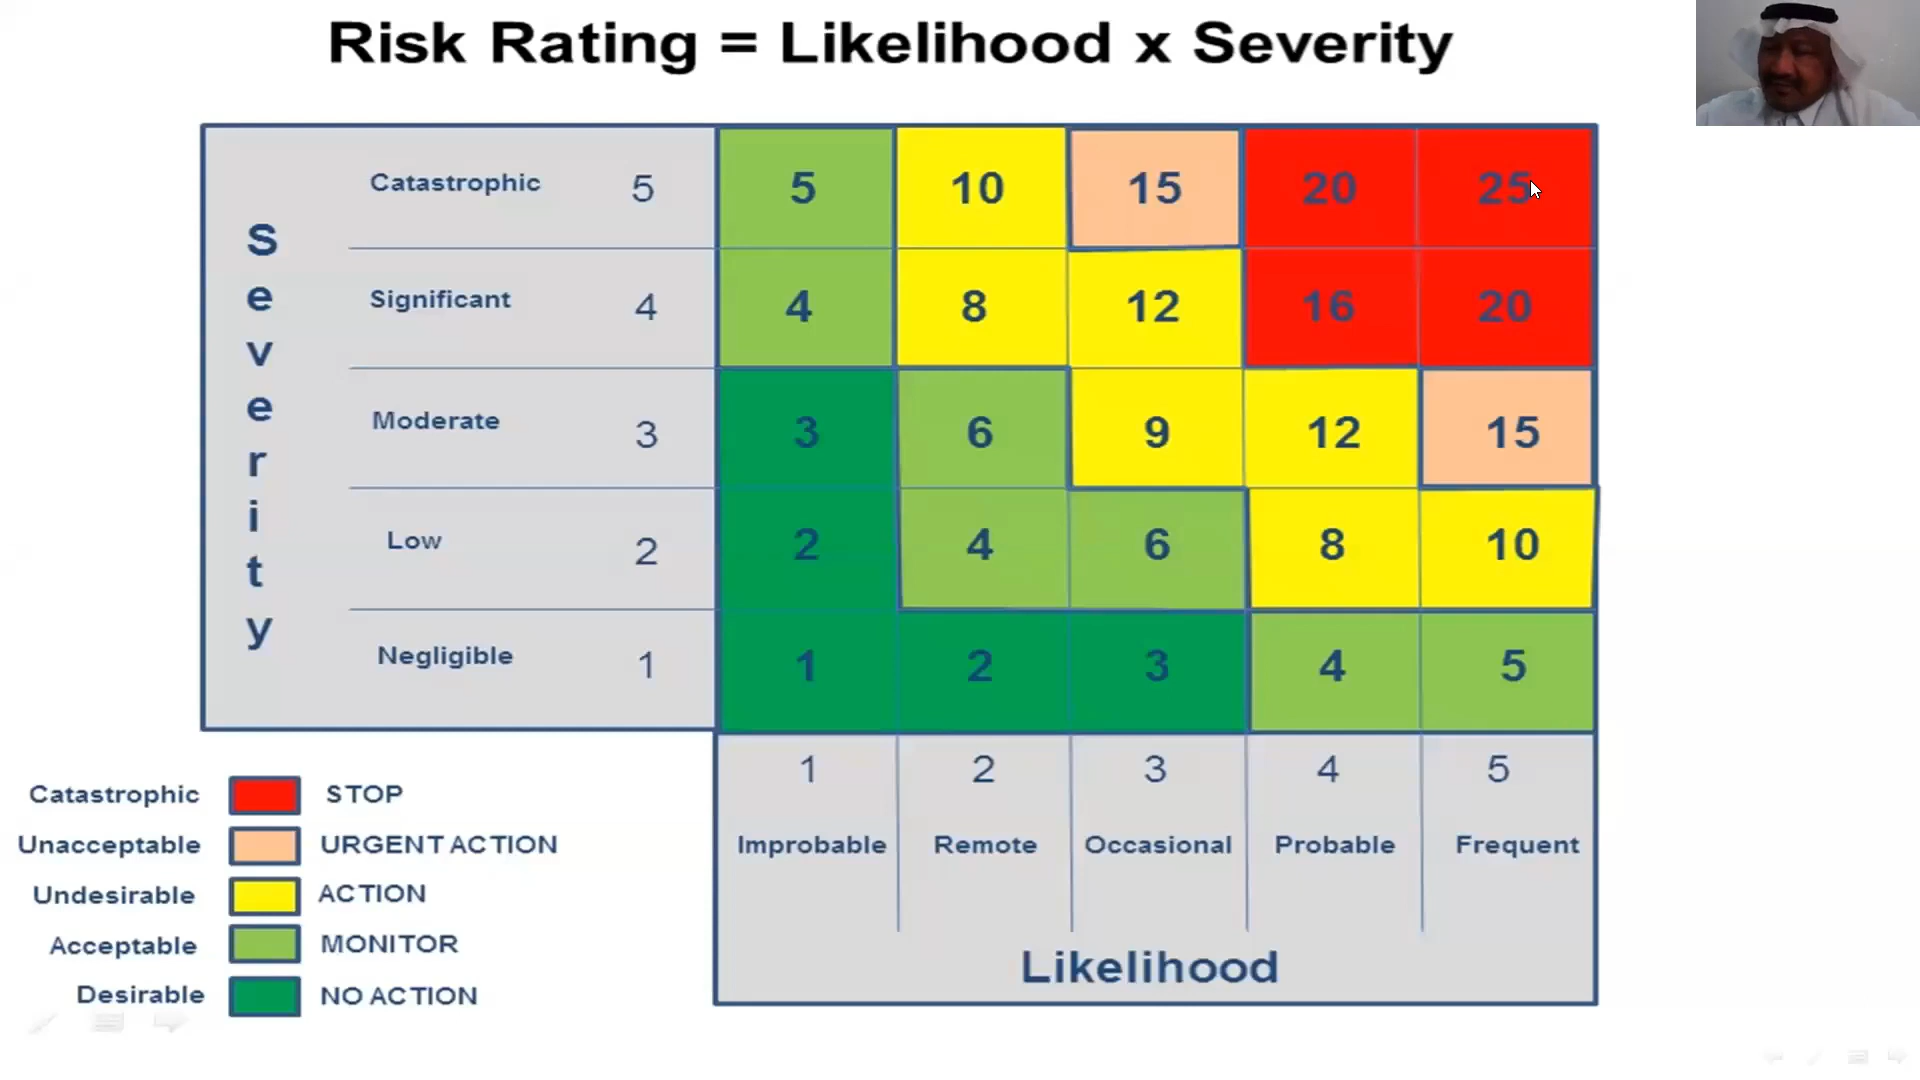 Risk Rating = Likelihood x Severity
Severity
Catastrophic 5 5 10 15 20 25
Significant 4 4 8 12 16 20
Moderate 3 3 6 9 12 15
Low 2 2 4 6 8 10
Negligible 1 1 2 3 4 5
1 2 3 4 5
Improbable Remote Occasional Probable Frequent
Likelihood
Catastrophic STOP
Unacceptable URGENT ACTION
Undesirable ACTION
Acceptable MONITOR
Desirable NO ACTION